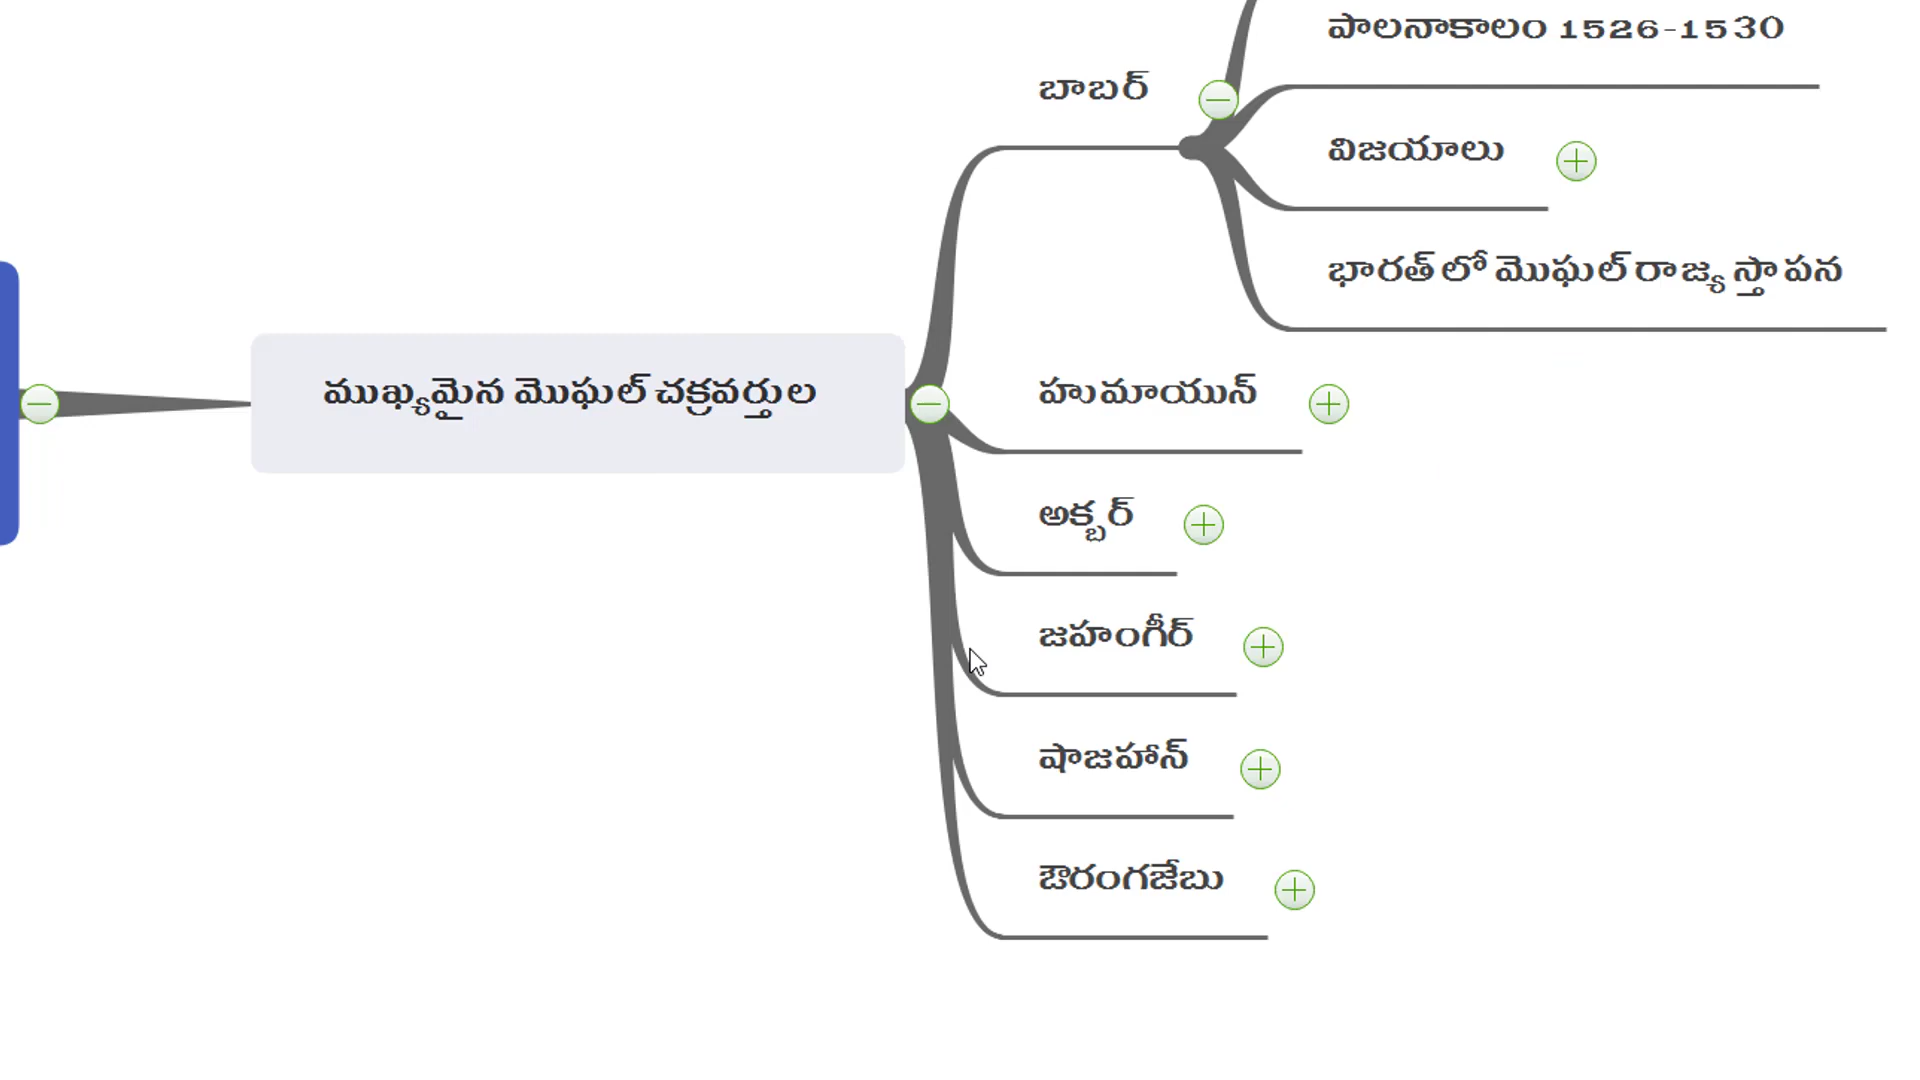 పాలనాకాలం 1526-1530
బాబర్
విజయాలు
భారత్‌లో మొఘల్ రాజ్య స్తాపన
ముఖ్యమైన మొఘల్ చక్రవర్తుల
హుమాయున్
అక్బర్
జహంగీర్
షాజహాన్
ఔరంగజేబు